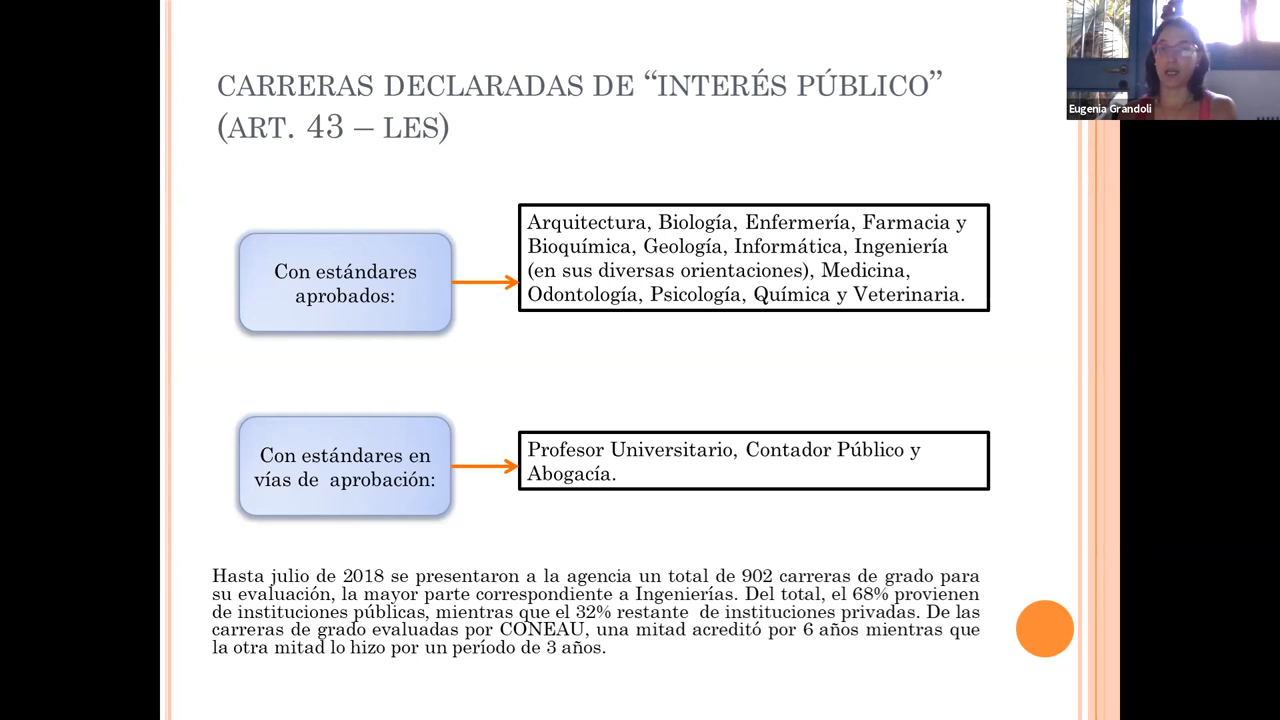 CARRERAS DECLARADAS DE “INTERÉS PÚBLICO”
(ART. 43 – LES)
Eugenia Grandoli
Con estándares
aprobados:
Arquitectura, Biología, Enfermería, Farmacia y
Bioquímica, Geología, Informática, Ingeniería
(en sus diversas orientaciones), Medicina,
Odontología, Psicología, Química y Veterinaria.
Con estándares en
vías de aprobación:
Profesor Universitario, Contador Público y
Abogacía.
Hasta julio de 2018 se presentaron a la agencia un total de 902 carreras de grado para
su evaluación, la mayor parte correspondiente a Ingenierías. Del total, el 68% provienen
de instituciones públicas, mientras que el 32% restante de instituciones privadas. De las
carreras de grado evaluadas por CONEAU, una mitad acreditó por 6 años mientras que
la otra mitad lo hizo por un período de 3 años.